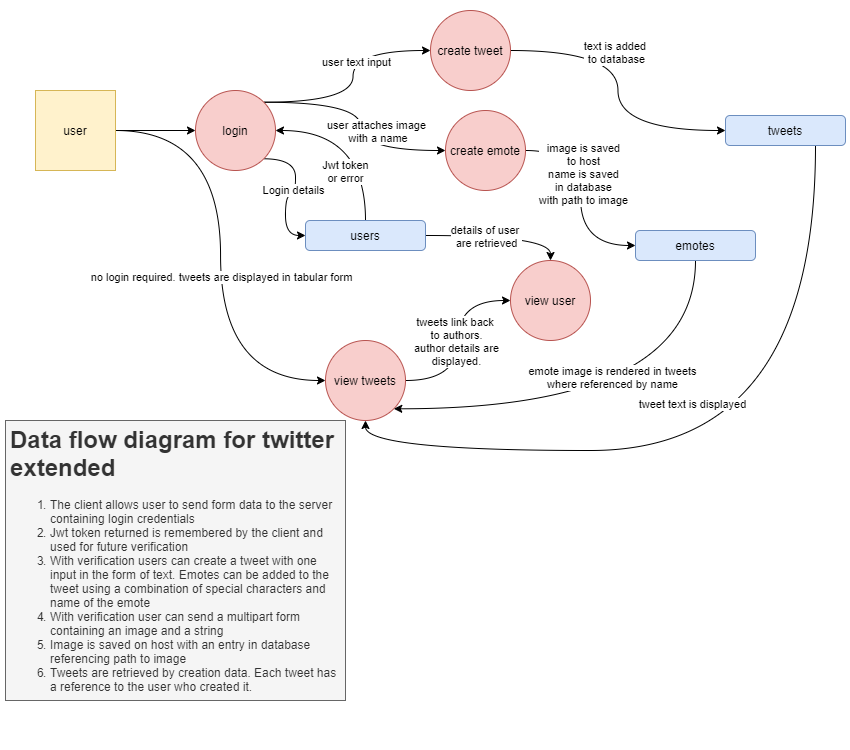 create tweet
text is added
to database
user text input
user
login
user attaches image
with a name
create emote
tweets
image is saved
to host
name is saved
in database
with path to image
Jwt token
or error
Login details
users
details of user
are retrieved
emotes
no login required. tweets are displayed in tabular form
view user
tweets link back
to authors.
author details are
displayed.
view tweets
emote image is rendered in tweets
where referenced by name
tweet text is displayed
Data flow diagram for twitter
extended
1. The client allows user to send form data to the server
containing login credentials
2. Jwt token returned is remembered by the client and
used for future verification
3. With verification users can create a tweet with one
input in the form of text. Emotes can be added to the
tweet using a combination of special characters and
name of the emote
4. With verification user can send a multipart form
containing an image and a string
5. Image is saved on host with an entry in database
referencing path to image
6. Tweets are retrieved by creation data. Each tweet has
a reference to the user who created it.